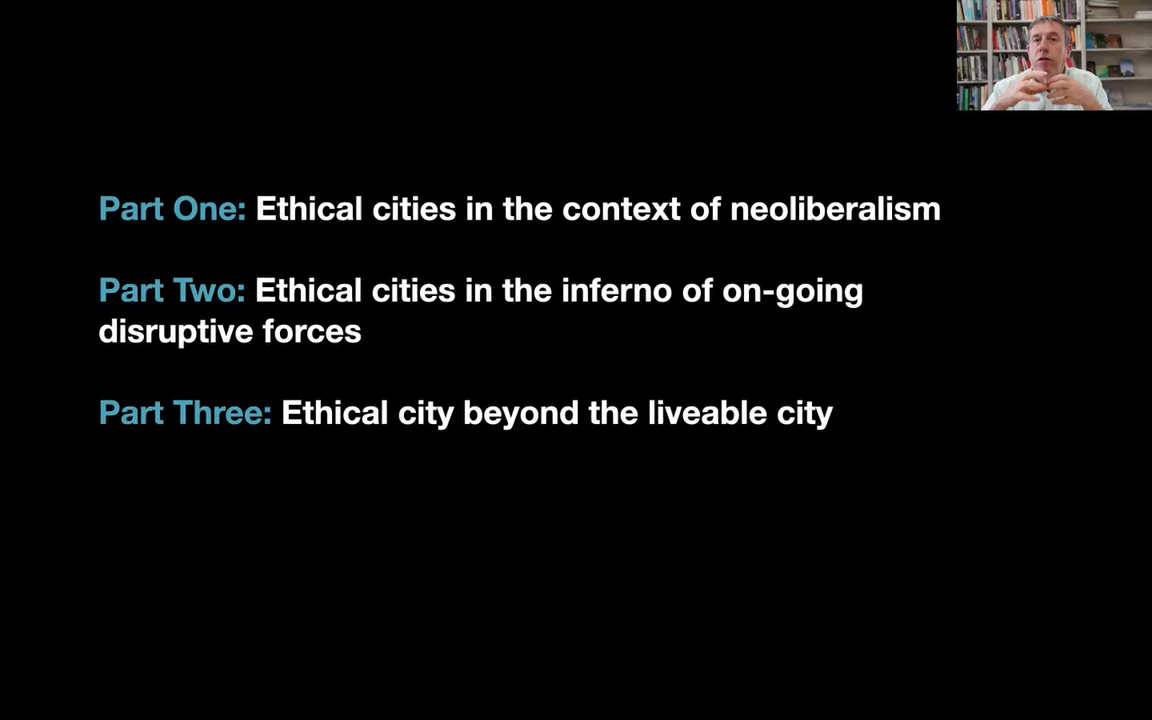 Part One: Ethical cities in the context of neoliberalism
Part Two: Ethical cities in the inferno of on-going
disruptive forces
Part Three: Ethical city beyond the liveable city